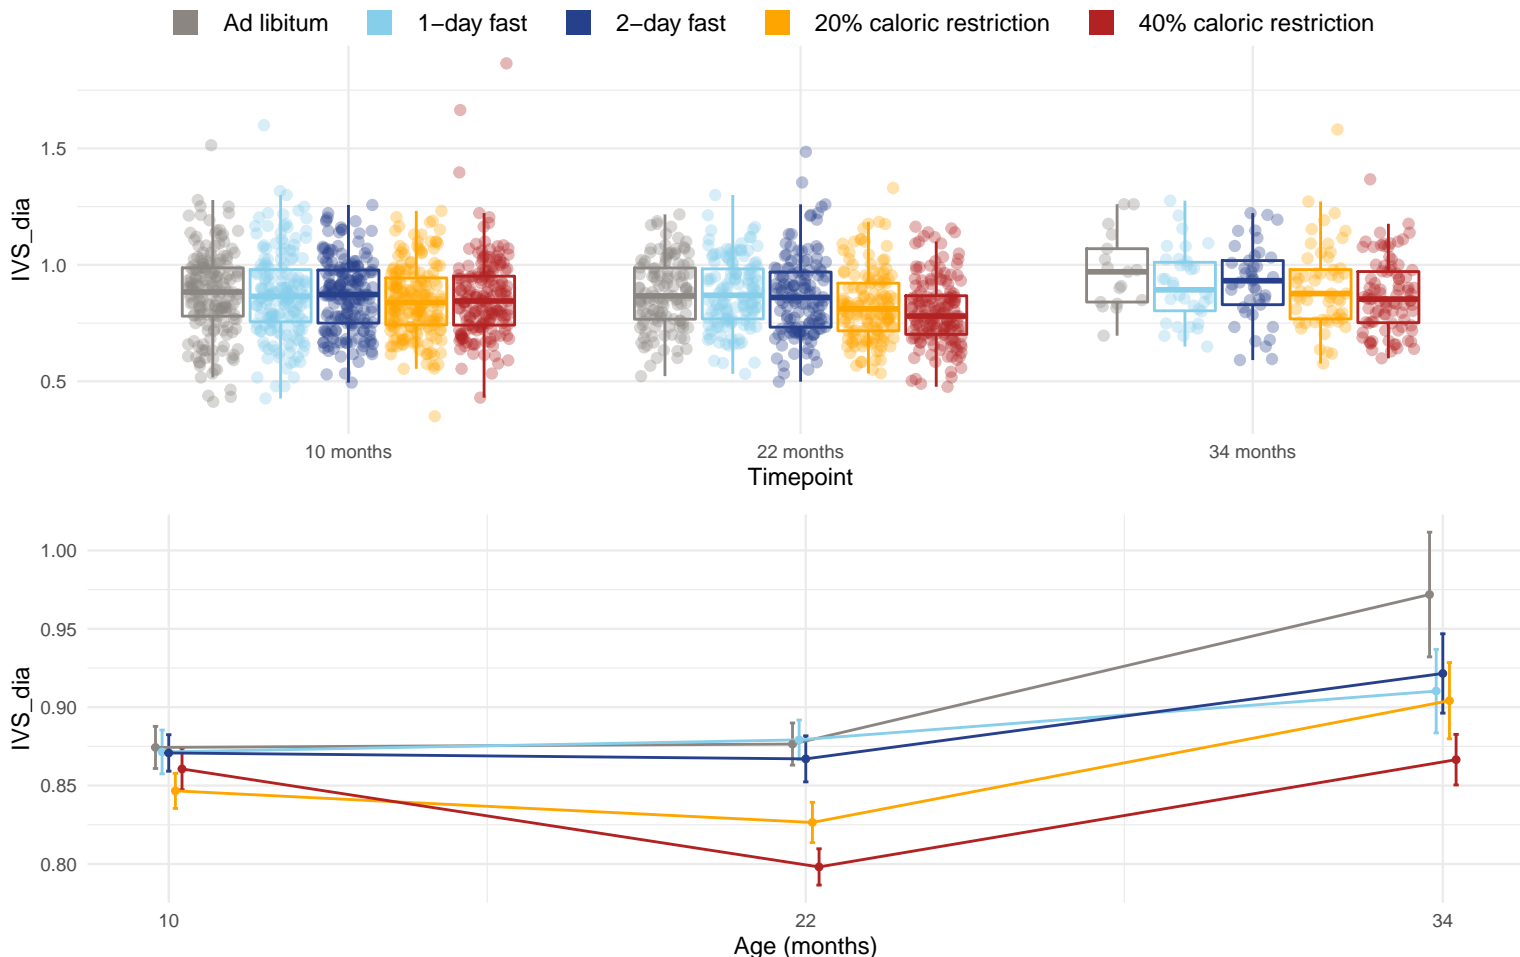 Ad libitum 1−day fast 2−day fast 20% caloric restriction 40% caloric restriction
IVS_dia
1.5
1.0
0.5
10 months 22 months 34 months
Timepoint
IVS_dia
1.00
0.95
0.90
0.85
0.80
10 22 34
Age (months)